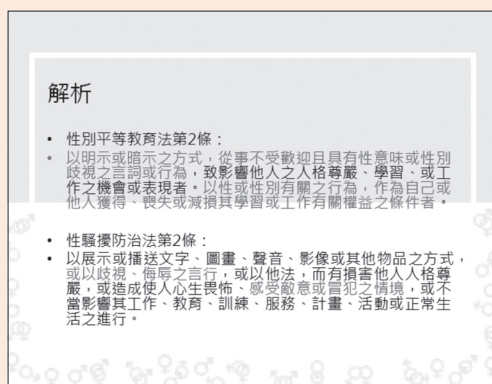 解析
• 性別平等教育法第2條：
• 以明示或暗示之方式，從事不受歡迎且具有性意味或性別
歧視之言詞或行為，致影響他人之人格尊嚴、學習、或工
作之機會或表現者。以性或性別有關之行為，作為自己或
他人獲得、喪失或減損其學習或工作有關權益之條件者。
• 性騷擾防治法第2條：
• 以展示或播送文字、圖畫、聲音、影像或其他物品之方式，
或以歧視、侮辱之言行，或以他法，而有損害他人人格尊
嚴，或造成使人心生畏怖、感受敵意或冒犯之情境，或不
當影響其工作、教育、訓練、服務、計畫、活動或正常生
活之進行。